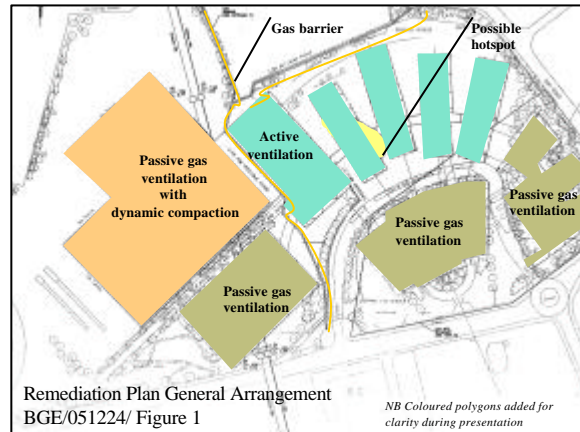 Gas barrier
Possible
hotspot
Active
ventilation
Passive gas
ventilation
with
dynamic compaction
Passive gas
ventilation
Passive gas
ventilation
Passive gas
ventilation
Remediation Plan General Arrangement
BGE/051224/ Figure 1
NB Coloured polygons added for
clarity during presentation